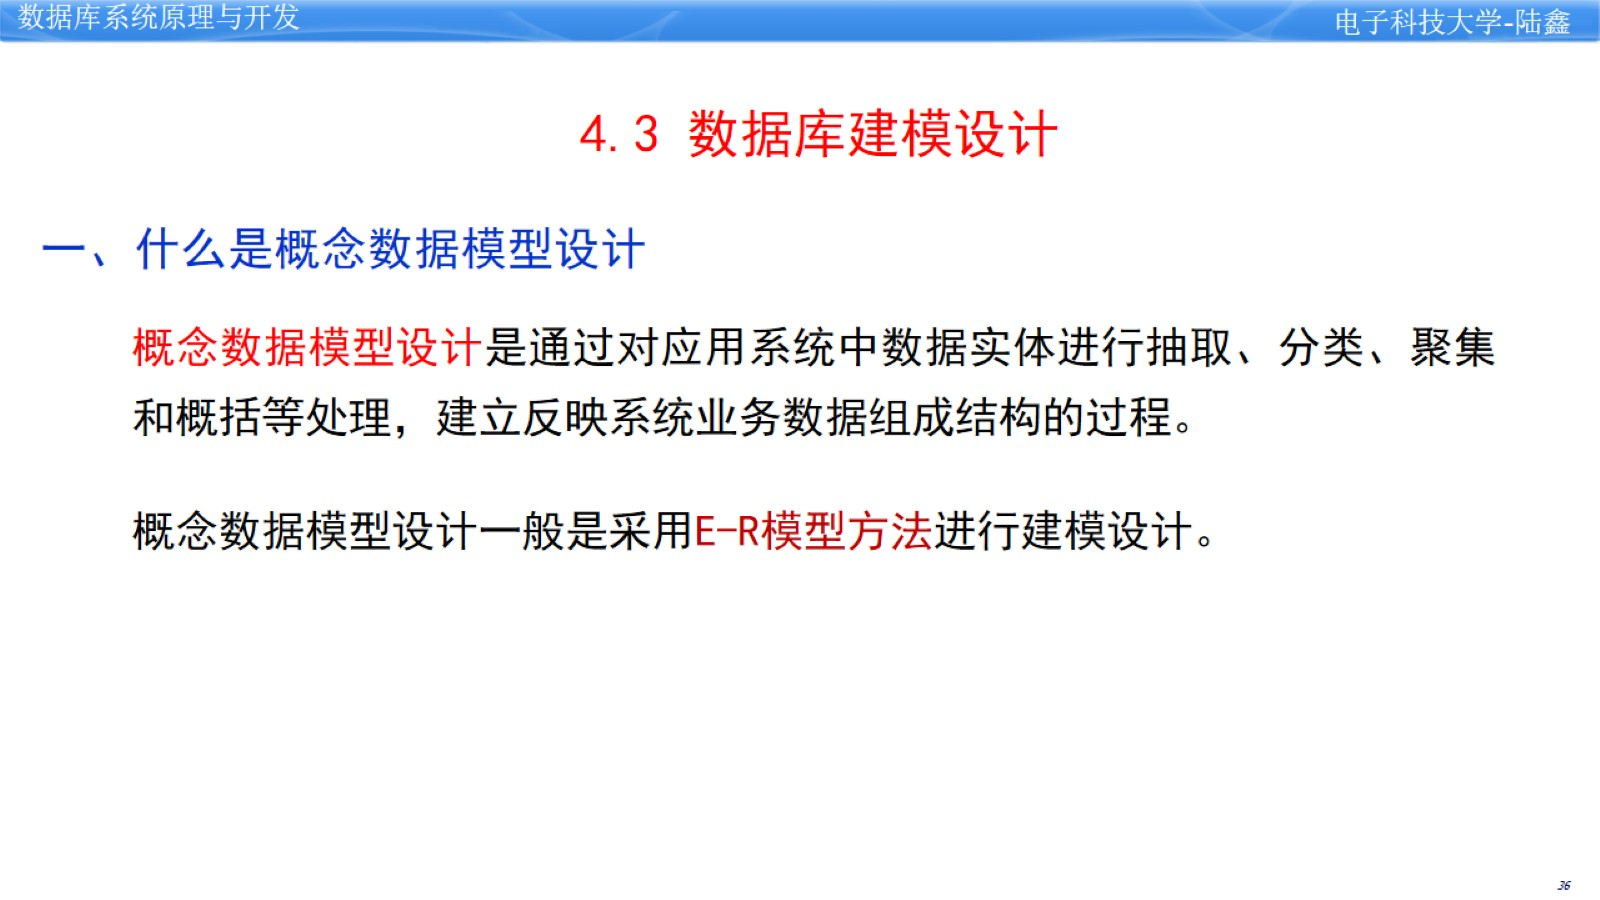 数据库系统原理与开发
电子科技大学-陆鑫
4.3 数据库建模设计
一、什么是概念数据模型设计
概念数据模型设计是通过对应用系统中数据实体进行抽取、分类、聚集
和概括等处理，建立反映系统业务数据组成结构的过程。
概念数据模型设计一般是采用E-R模型方法进行建模设计。
36